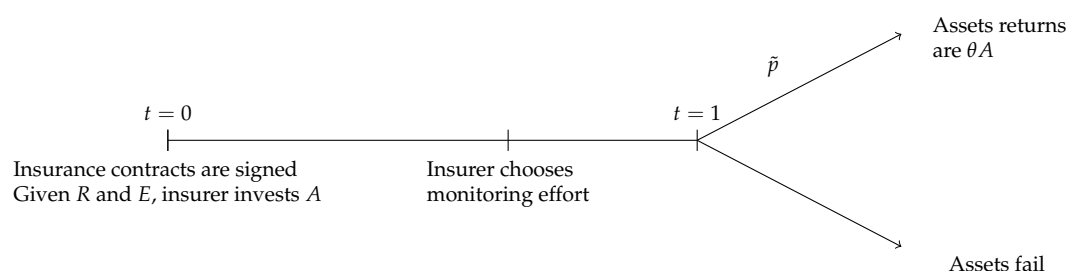 Assets returns
are θA
p̃
t = 0
t = 1
Insurance contracts are signed
Given R and E, insurer invests A
Insurer chooses
monitoring effort
Assets fail